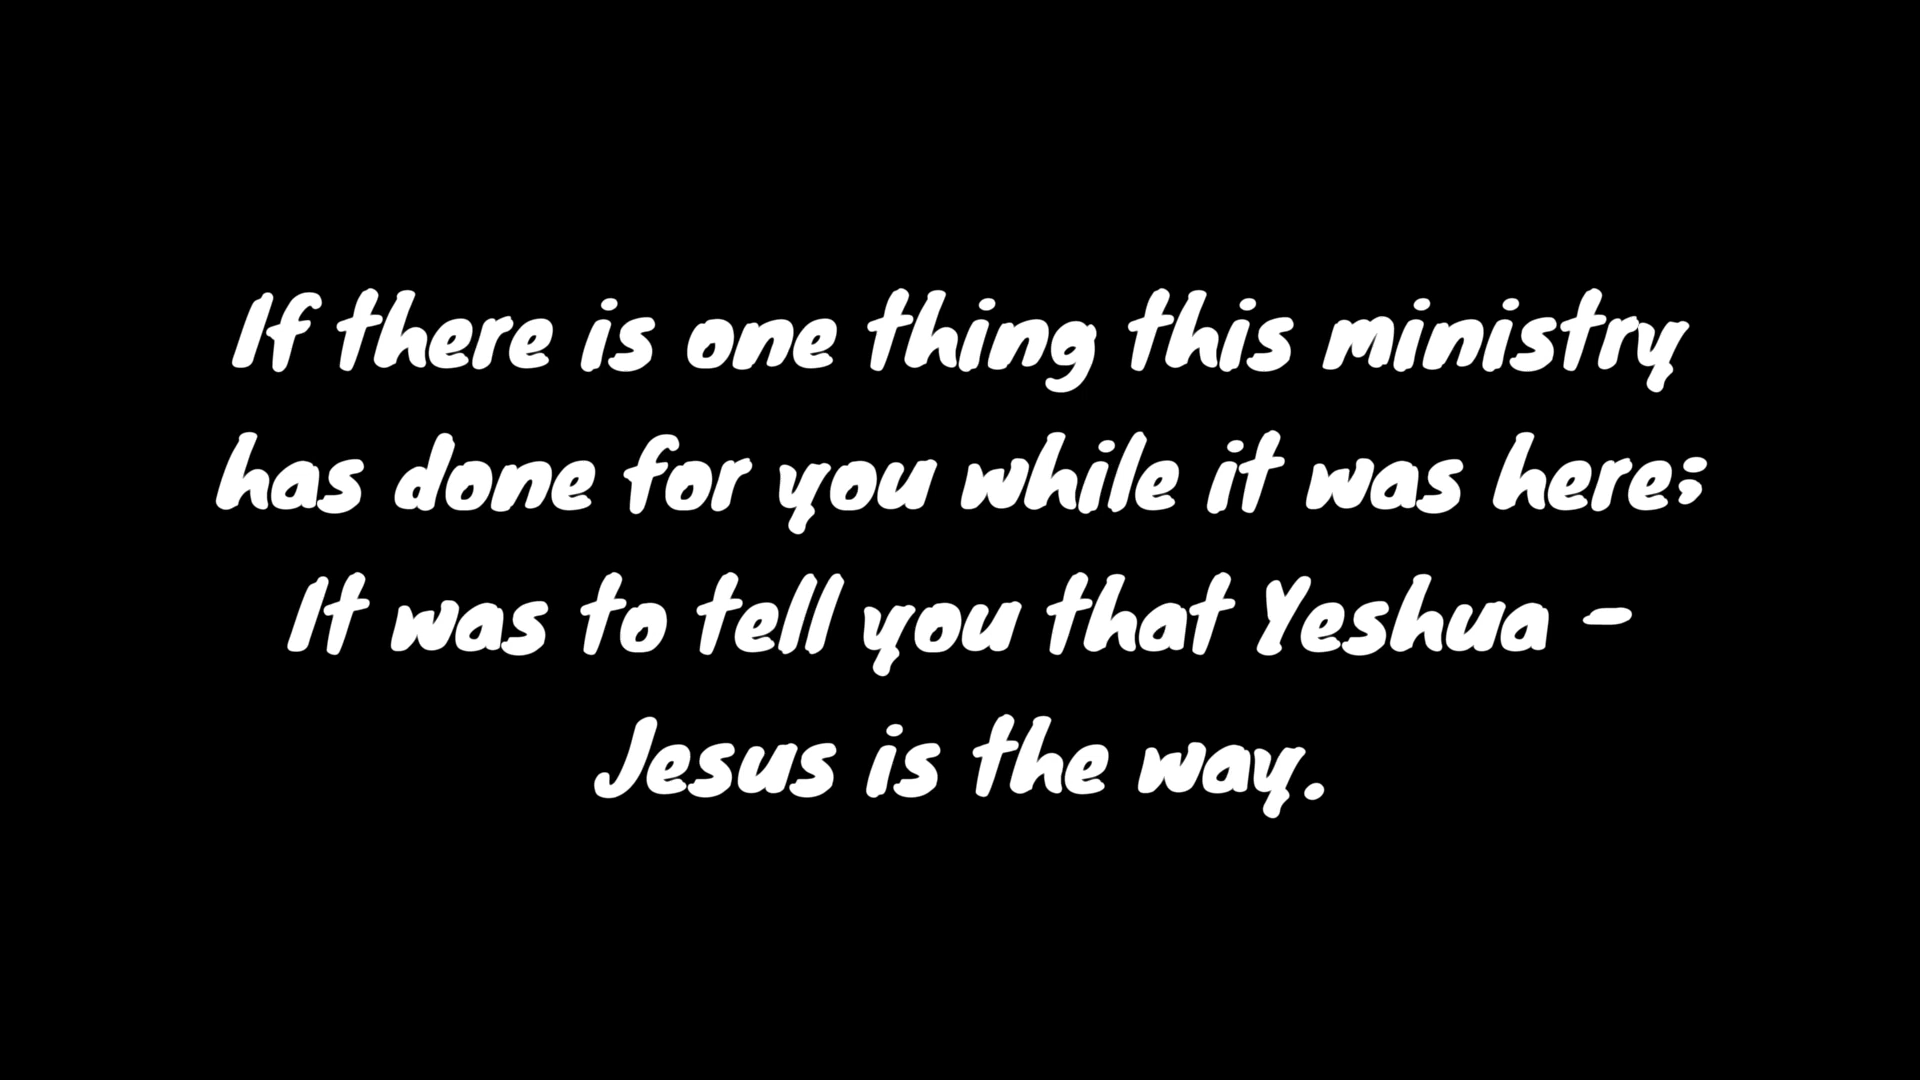 If there is one thing this ministry
has done for you while it was here;
It was to tell you that Yeshua -
Jesus is the way.